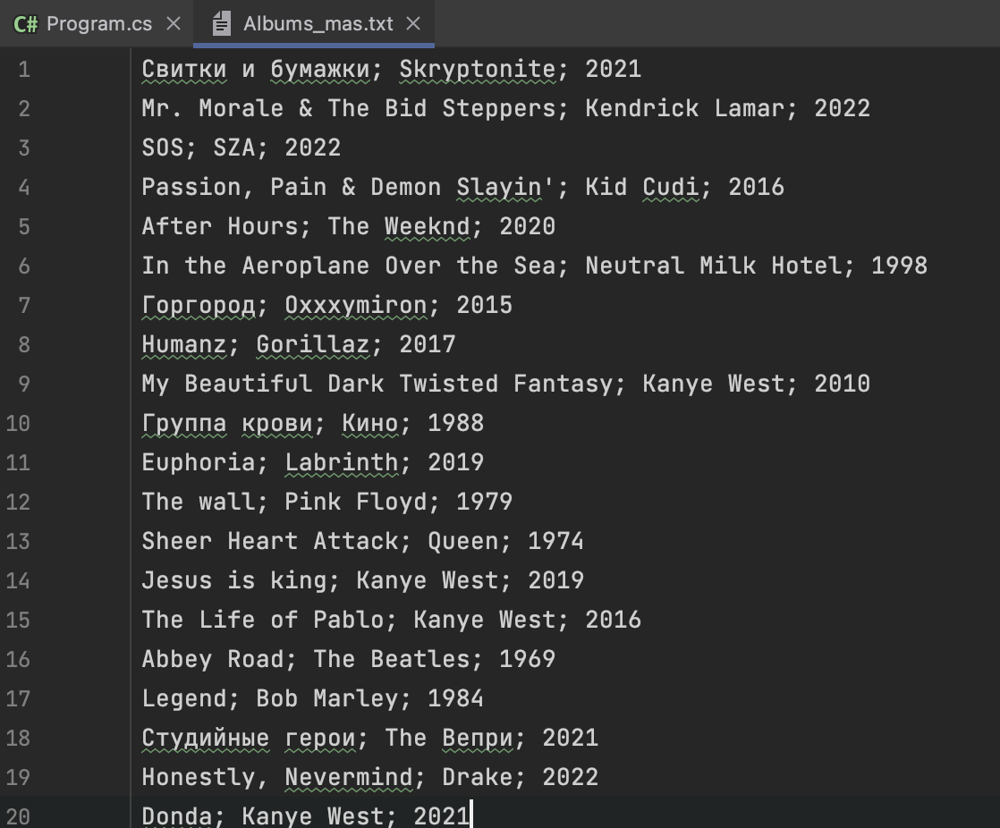 C# Program.cs × Albums_mas.txt ×
1 Свитки и бумажки; Skryptonite; 2021
2 Mr. Morale & The Bid Steppers; Kendrick Lamar; 2022
3 SOS; SZA; 2022
4 Passion, Pain & Demon Slayin'; Kid Cudi; 2016
5 After Hours; The Weeknd; 2020
6 In the Aeroplane Over the Sea; Neutral Milk Hotel; 1998
7 Горгород; Oxxxymiron; 2015
8 Humanz; Gorillaz; 2017
9 My Beautiful Dark Twisted Fantasy; Kanye West; 2010
10 Группа крови; Кино; 1988
11 Euphoria; Labrinth; 2019
12 The wall; Pink Floyd; 1979
13 Sheer Heart Attack; Queen; 1974
14 Jesus is king; Kanye West; 2019
15 The Life of Pablo; Kanye West; 2016
16 Abbey Road; The Beatles; 1969
17 Legend; Bob Marley; 1984
18 Студийные герои; The Вепри; 2021
19 Honestly, Nevermind; Drake; 2022
20 Donda; Kanye West; 2021